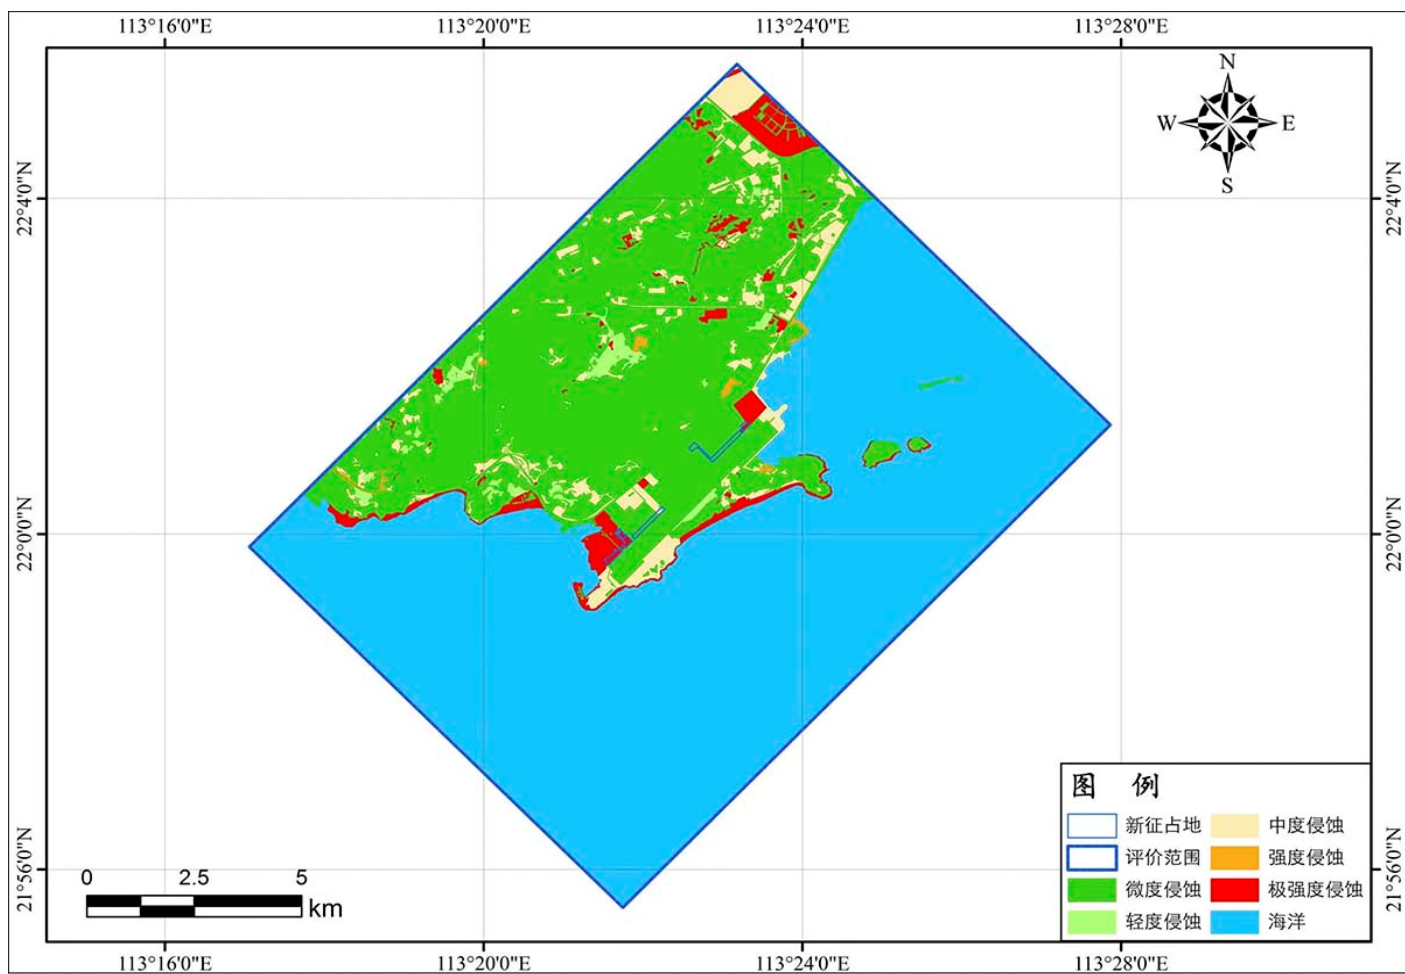 113°16'0"E 113°20'0"E 113°24'0"E 113°28'0"E
N
W E
S
22°4'0"N 22°4'0"N
22°0'0"N 22°0'0"N
21°56'0"N 21°56'0"N
图 例
新征占地 中度侵蚀
评价范围 强度侵蚀
微度侵蚀 极强度侵蚀
轻度侵蚀 海洋
0 2.5 5
km
113°16'0"E 113°20'0"E 113°24'0"E 113°28'0"E